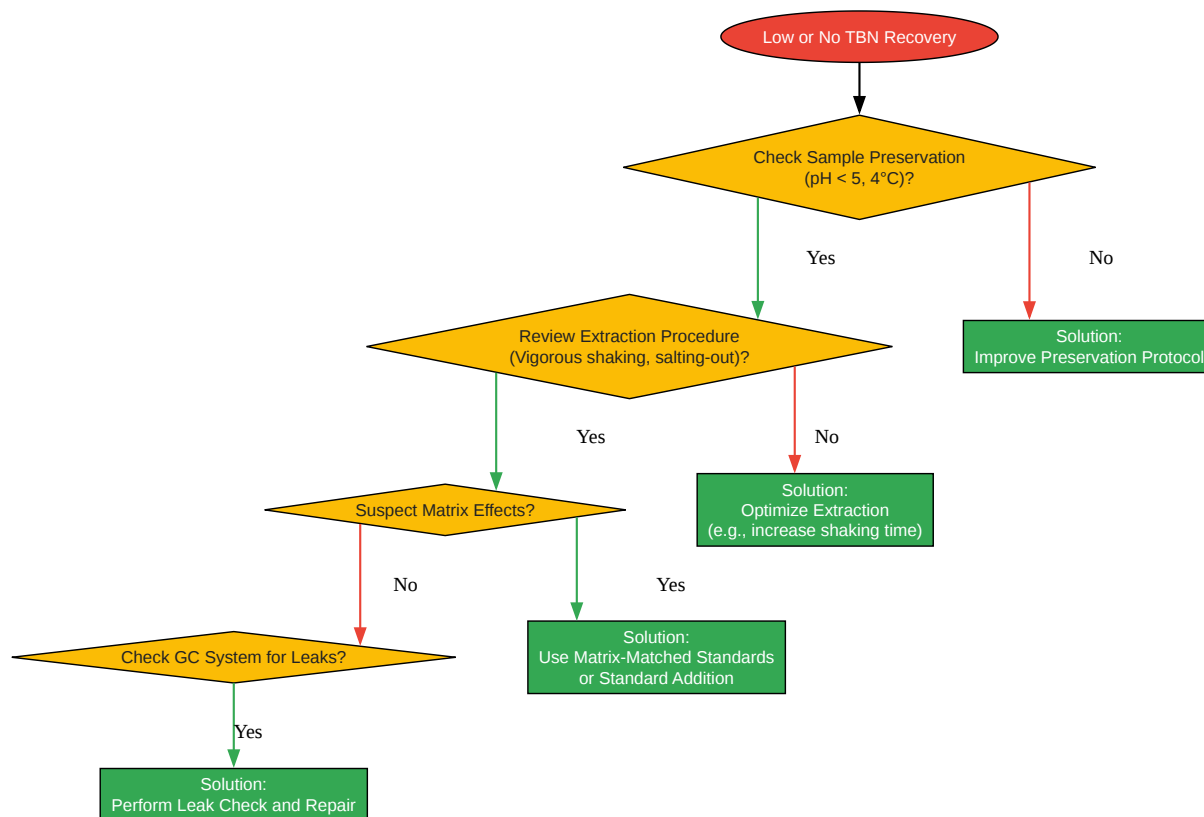 Low or No TBN Recovery
Check Sample Preservation
(pH < 5, 4°C)?
Yes
No
Review Extraction Procedure
(Vigorous shaking, salting-out)?
Solution:
Improve Preservation Protocol
Yes
No
Suspect Matrix Effects?
Solution:
Optimize Extraction
(e.g., increase shaking time)
No
Yes
Check GC System for Leaks?
Solution:
Use Matrix-Matched Standards
or Standard Addition
Yes
Solution:
Perform Leak Check and Repair